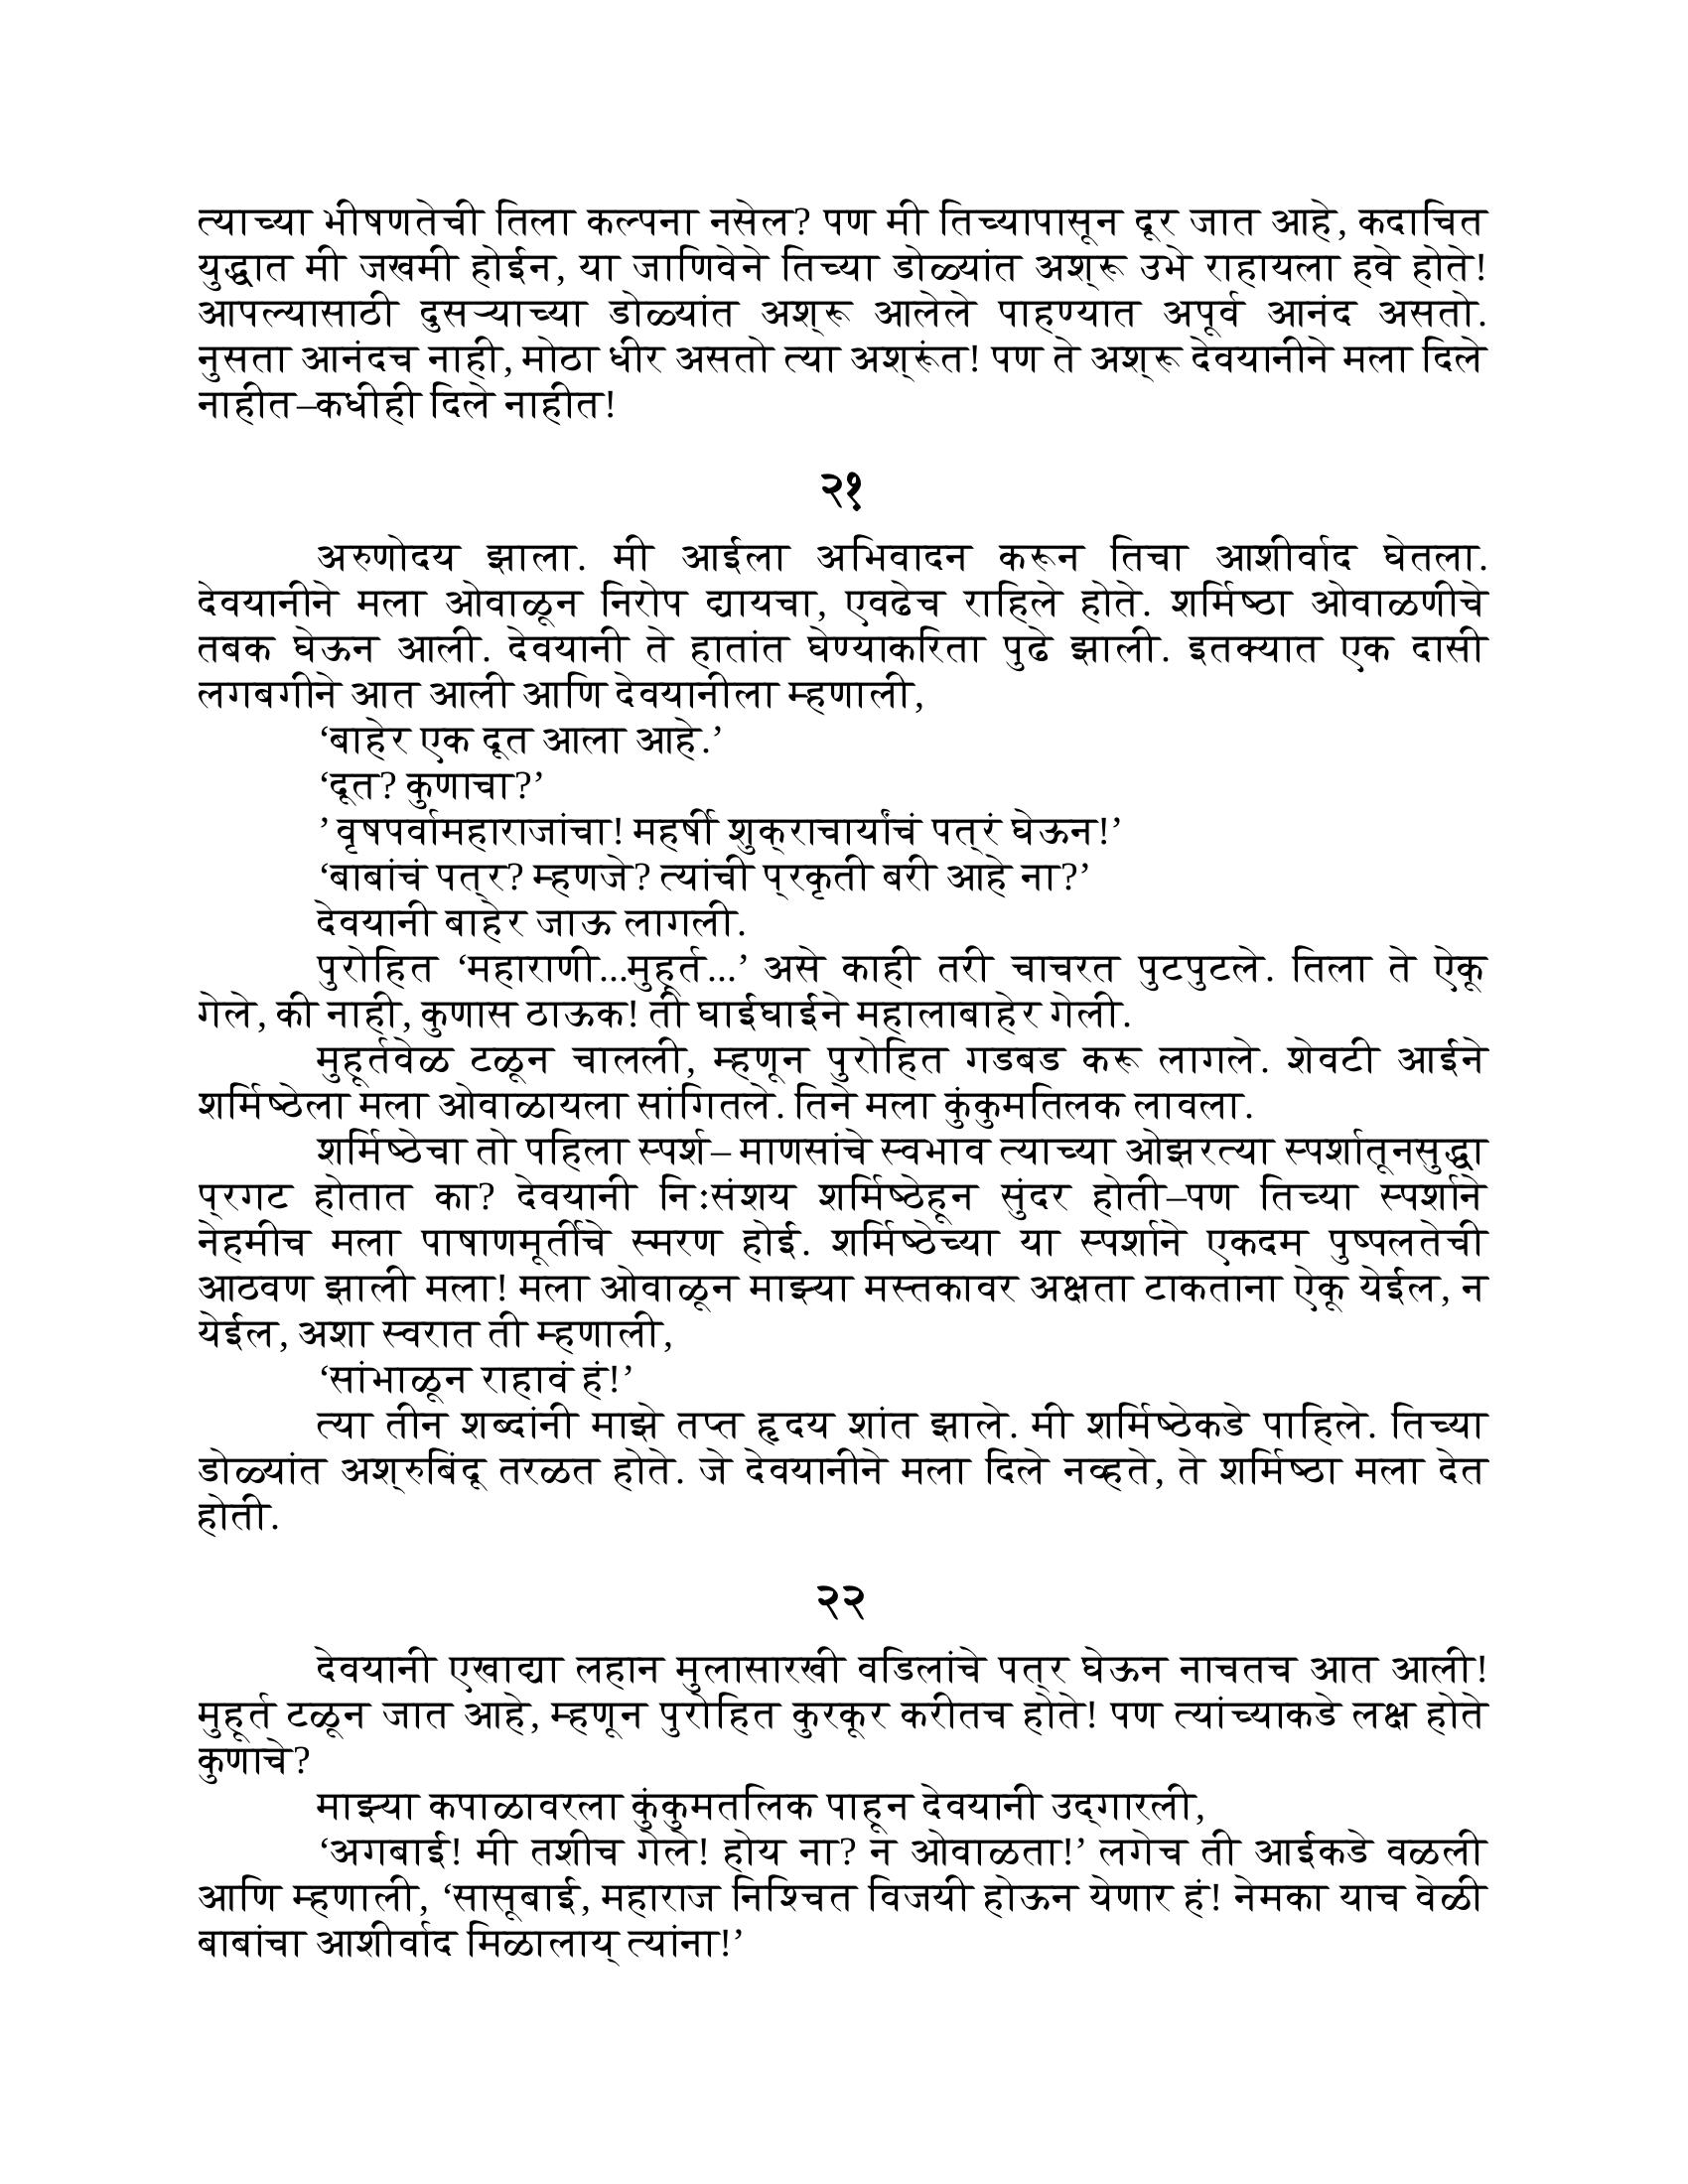 त्याच्या भीषणतेची तिला कल्पना नसेल? पण मी तिच्यापासून दूर जात आहे, कदाचित
युद्धात मी जखमी होईन, या जाणिवेने तिच्या डोळ्यांत अश्‌रू उभे राहायला हवे होते!
आपल्यासाठी दुसऱ्याच्या डोळ्यांत अश्‌रू आलेले पाहण्यात अपूर्व आनंद असतो.
नुसता आनंदच नाही, मोठा धीर असतो त्या अश्‌रूंत! पण ते अश्‌रू देवयानीने मला दिले
नाहीत–कधीही दिले नाहीत!
२१
अरुणोदय झाला. मी आईला अभिवादन करून तिचा आशीर्वाद घेतला.
देवयानीने मला ओवाळून निरोप द्यायचा, एवढेच राहिले होते. शर्मिष्ठा ओवाळणीचे
तबक घेऊन आली. देवयानी ते हातांत घेण्याकरिता पुढे झाली. इतक्यात एक दासी
लगबगीने आत आली आणि देवयानीला म्हणाली,
‘बाहेर एक दूत आला आहे.’
‘दूत? कुणाचा?’
’ वृषपर्वामहाराजांचा! महर्षी शुक्‌राचार्यांचं पत्‌रं घेऊन!’
‘बाबांचं पत्‌र? म्हणजे? त्यांची प्‌रकृती बरी आहे ना?’
देवयानी बाहेर जाऊ लागली.
पुरोहित ‘महाराणी...मुहूर्त...’ असे काही तरी चाचरत पुटपुटले. तिला ते ऐकू
गेले, की नाही, कुणास ठाऊक! ती घाईघाईने महालाबाहेर गेली.
मुहूर्तवेळ टळून चालली, म्हणून पुरोहित गडबड करू लागले. शेवटी आईने
शर्मिष्ठेला मला ओवाळायला सांगितले. तिने मला कुंकुमतिलक लावला.
शर्मिष्ठेचा तो पहिला स्पर्श– माणसांचे स्वभाव त्याच्या ओझरत्या स्पर्शातूनसुद्धा
प्‌रगट होतात का? देवयानी निःसंशय शर्मिष्ठेहून सुंदर होती–पण तिच्या स्पर्शाने
नेहमीच मला पाषाणमूर्तीचे स्मरण होई. शर्मिष्ठेच्या या स्पर्शाने एकदम पुष्पलतेची
आठवण झाली मला! मला ओवाळून माझ्या मस्तकावर अक्षता टाकताना ऐकू येईल, न
येईल, अशा स्वरात ती म्हणाली,
‘सांभाळून राहावं हं!’
त्या तीन शब्दांनी माझे तप्त हृदय शांत झाले. मी शर्मिष्ठेकडे पाहिले. तिच्या
डोळ्यांत अश्‌रुबिंदू तरळत होते. जे देवयानीने मला दिले नव्हते, ते शर्मिष्ठा मला देत
होती.
२२
देवयानी एखाद्या लहान मुलासारखी वडिलांचे पत्‌र घेऊन नाचतच आत आली!
मुहूर्त टळून जात आहे, म्हणून पुरोहित कुरकूर करीतच होते! पण त्यांच्याकडे लक्ष होते
कुणाचे?
माझ्या कपाळावरला कुंकुमतलिक पाहून देवयानी उद्‌गारली,
‘अगबाई! मी तशीच गेले! होय ना? न ओवाळता!’ लगेच ती आईकडे वळली
आणि म्हणाली, ‘सासूबाई, महाराज निश्चित विजयी होऊन येणार हं! नेमका याच वेळी
बाबांचा आशीर्वाद मिळालाय् त्यांना!’